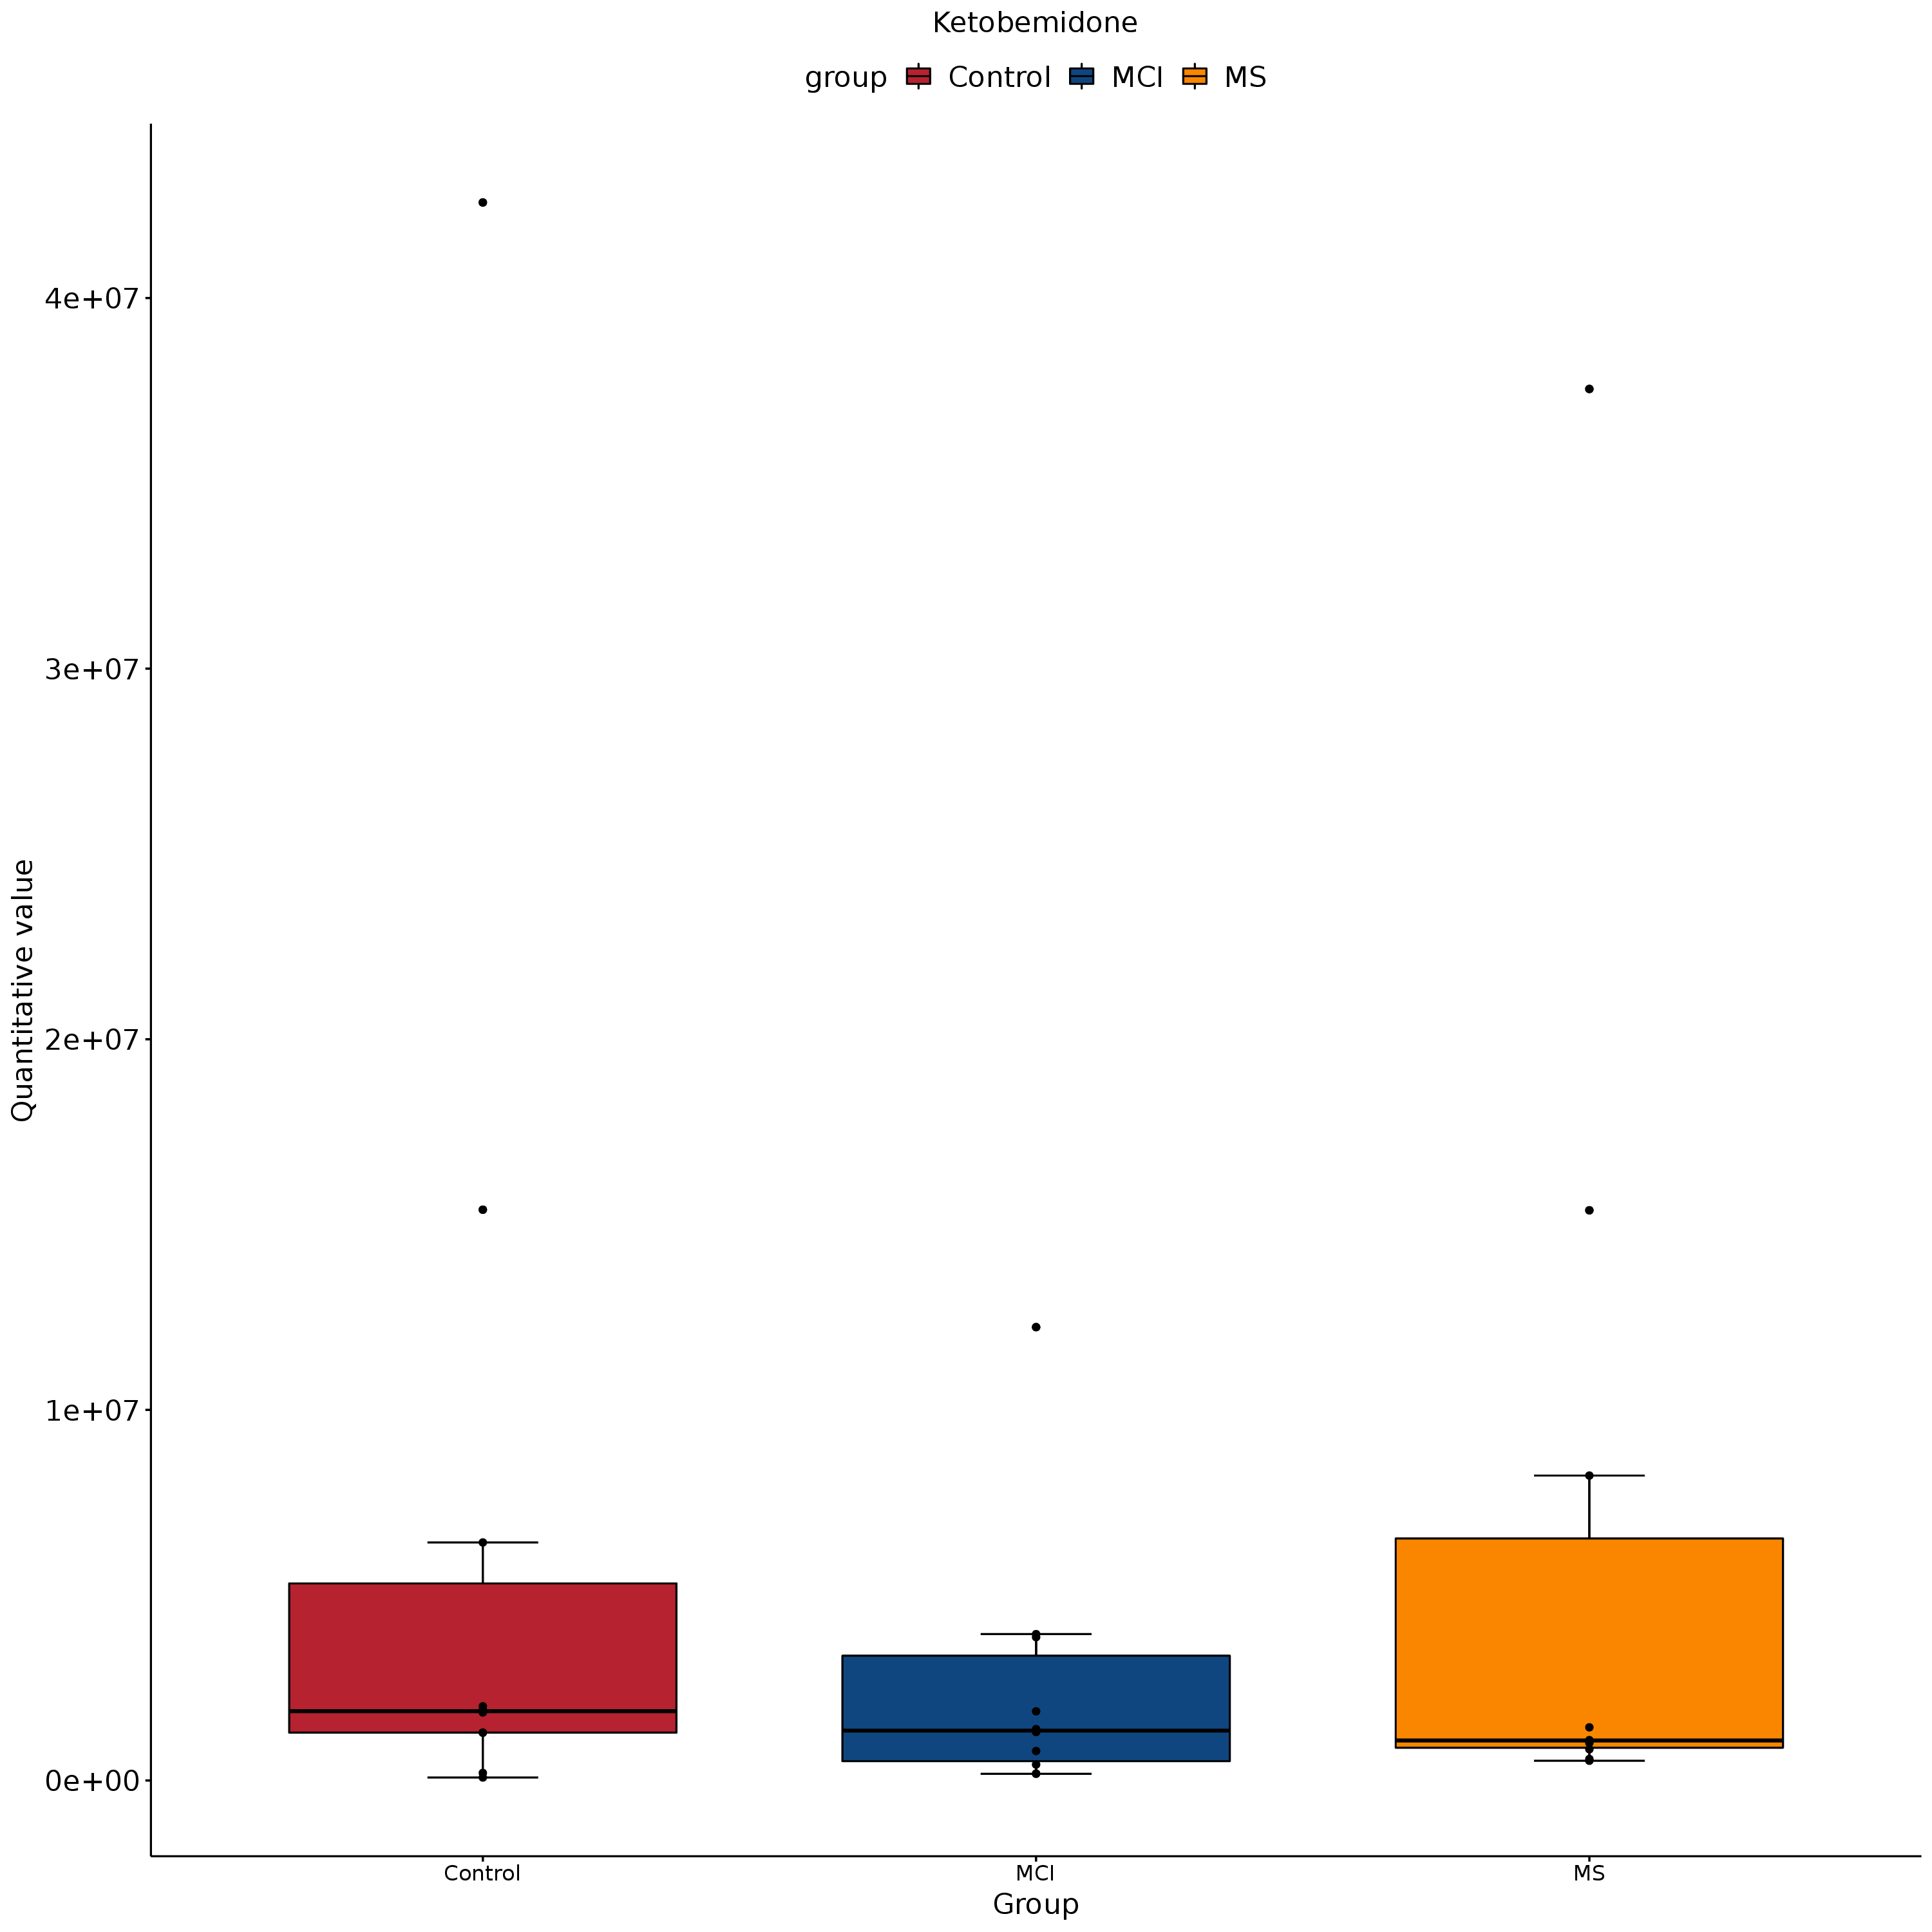 Ketobemidone
group Control MCI MS
Quantitative value
4e+07
3e+07
2e+07
1e+07
0e+00
Control MCI MS
Group